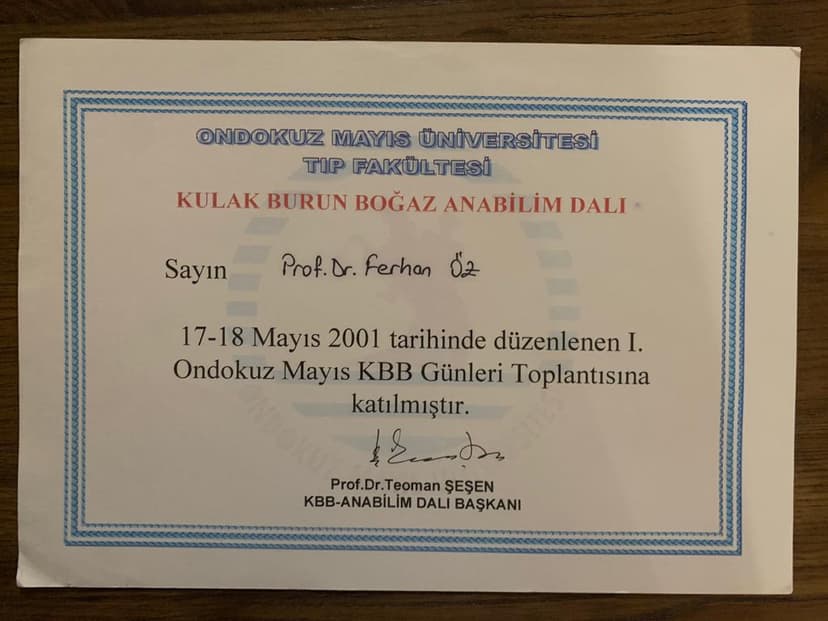 ONDOKUZ MAYIS ÜNİVERSİTESİ
TIP FAKÜLTESİ
KULAK BURUN BOĞAZ ANABİLİM DALI
Sayın Prof. Dr. Ferhan Öz
17-18 Mayıs 2001 tarihinde düzenlenen I.
Ondokuz Mayıs KBB Günleri Toplantısına
katılmıştır.
Prof.Dr.Teoman ŞEŞEN
KBB-ANABİLİM DALI BAŞKANI